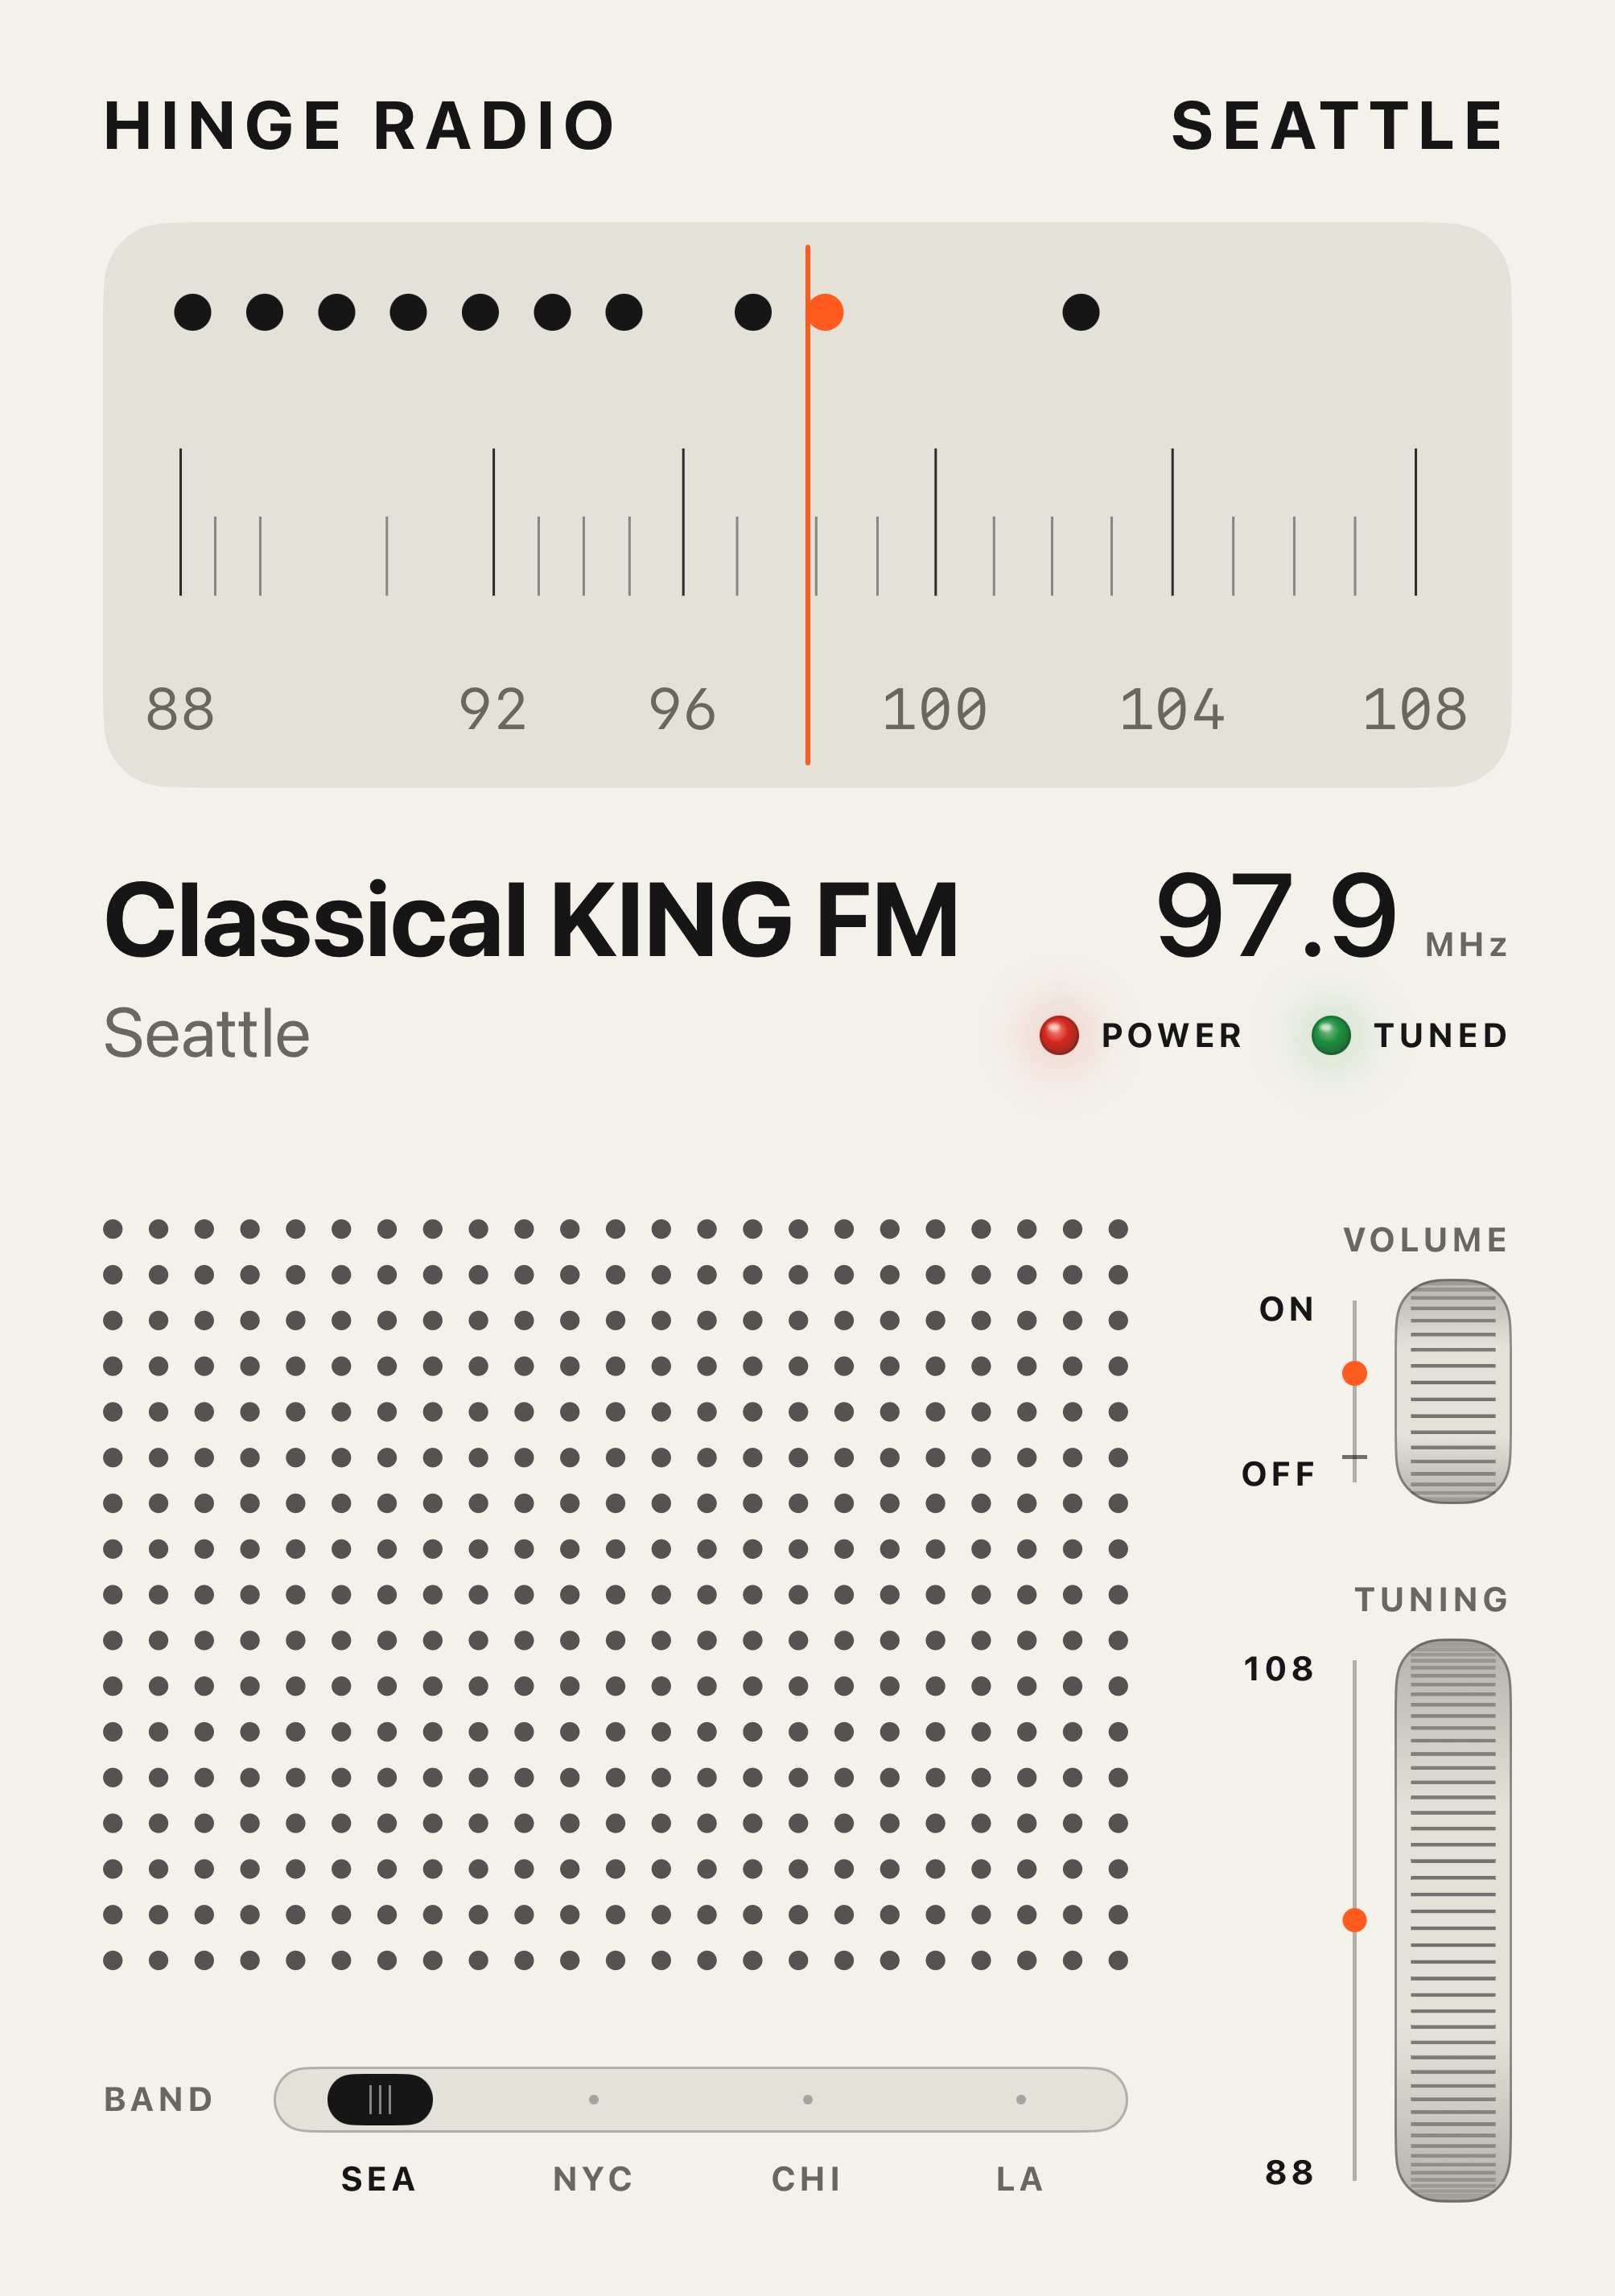 HINGE RADIO SEATTLE
88 92 96 100 104 108
Classical KING FM 97.9 MHz
Seattle POWER TUNED
VOLUME
ON
OFF
TUNING
108
88
BAND
SEA NYC CHI LA